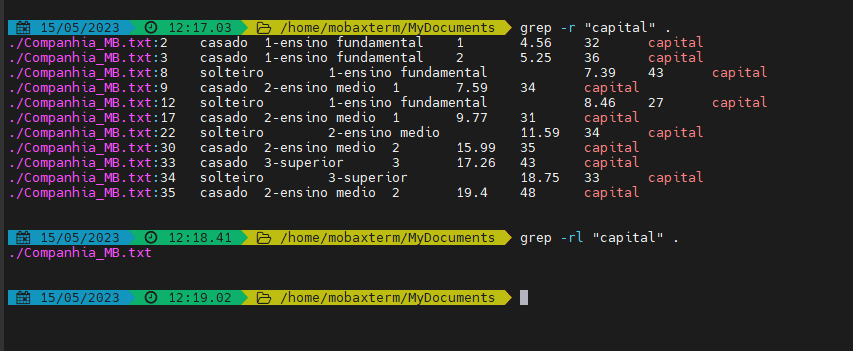 15/05/2023 12:17.03 /home/mobaxterm/MyDocuments grep -r "capital" .
./Companhia_MB.txt:2 casado 1-ensino fundamental 1 4.56 32 capital
./Companhia_MB.txt:3 casado 1-ensino fundamental 2 5.25 36 capital
./Companhia_MB.txt:8 solteiro 1-ensino fundamental 7.39 43 capital
./Companhia_MB.txt:9 casado 2-ensino medio 1 7.59 34 capital
./Companhia_MB.txt:12 solteiro 1-ensino fundamental 8.46 27 capital
./Companhia_MB.txt:17 casado 2-ensino medio 1 9.77 31 capital
./Companhia_MB.txt:22 solteiro 2-ensino medio 11.59 34 capital
./Companhia_MB.txt:30 casado 2-ensino medio 2 15.99 35 capital
./Companhia_MB.txt:33 casado 3-superior 3 17.26 43 capital
./Companhia_MB.txt:34 solteiro 3-superior 18.75 33 capital
./Companhia_MB.txt:35 casado 2-ensino medio 2 19.4 48 capital
15/05/2023 12:18.41 /home/mobaxterm/MyDocuments grep -rl "capital" .
./Companhia_MB.txt
15/05/2023 12:19.02 /home/mobaxterm/MyDocuments